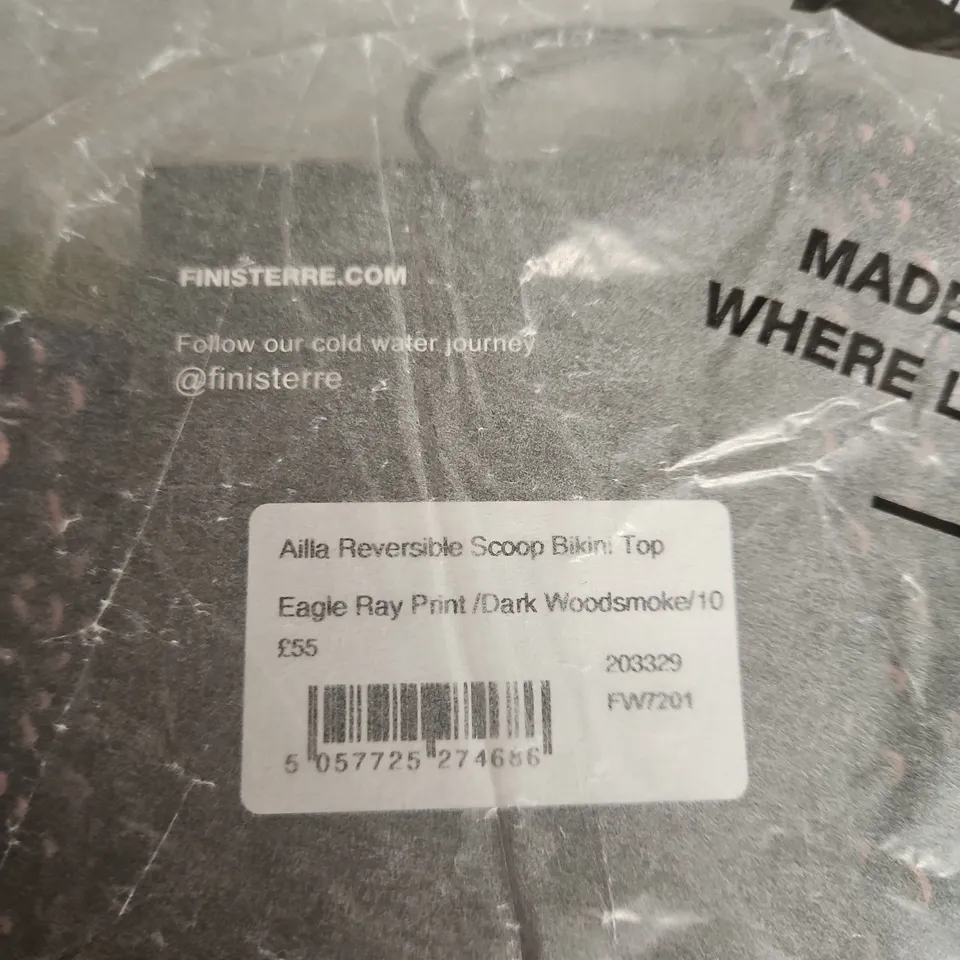 FINISTERRE.COM
Follow our cold water journey
@finisterre
MADE
WHERE L
Ailla Reversible Scoop Bikini Top
Eagle Ray Print /Dark Woodsmoke/10
£55
203329
FW7201
5 057725 274686